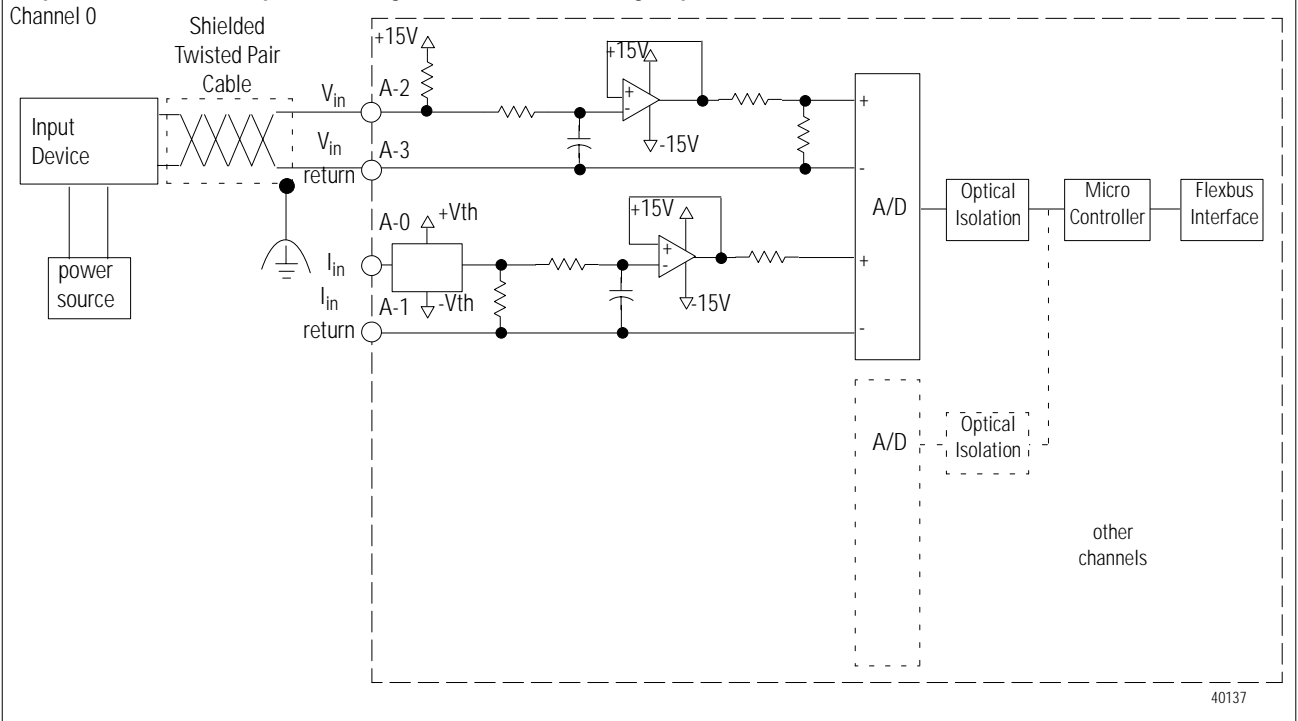 Channel 0
Shielded
Twisted Pair
Cable
Input
Device
power
source
V in
A-2
V in
return
A-3
+15V
+15V
+
-
-15V
I in
A-0
+Vth
I in
return
A-1
-Vth
+15V
+
-
-15V
+
-
A/D
+
-
Optical
Isolation
Micro
Controller
Flexbus
Interface
A/D
Optical
Isolation
other
channels
40137